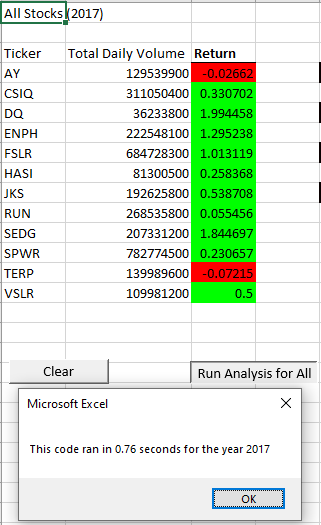 All Stocks (2017)
Ticker Total Daily Volume Return
AY 129539900 -0.02662
CSIQ 311050400 0.330702
DQ 36233800 1.994458
ENPH 222548100 1.295238
FSLR 684728300 1.013119
HASI 81300500 0.258368
JKS 192625800 0.538708
RUN 268535800 0.055456
SEDG 207331200 1.844697
SPWR 782774500 0.230657
TERP 139989600 -0.07215
VSLR 109981200 0.5
Clear Run Analysis for All
Microsoft Excel
This code ran in 0.76 seconds for the year 2017
OK